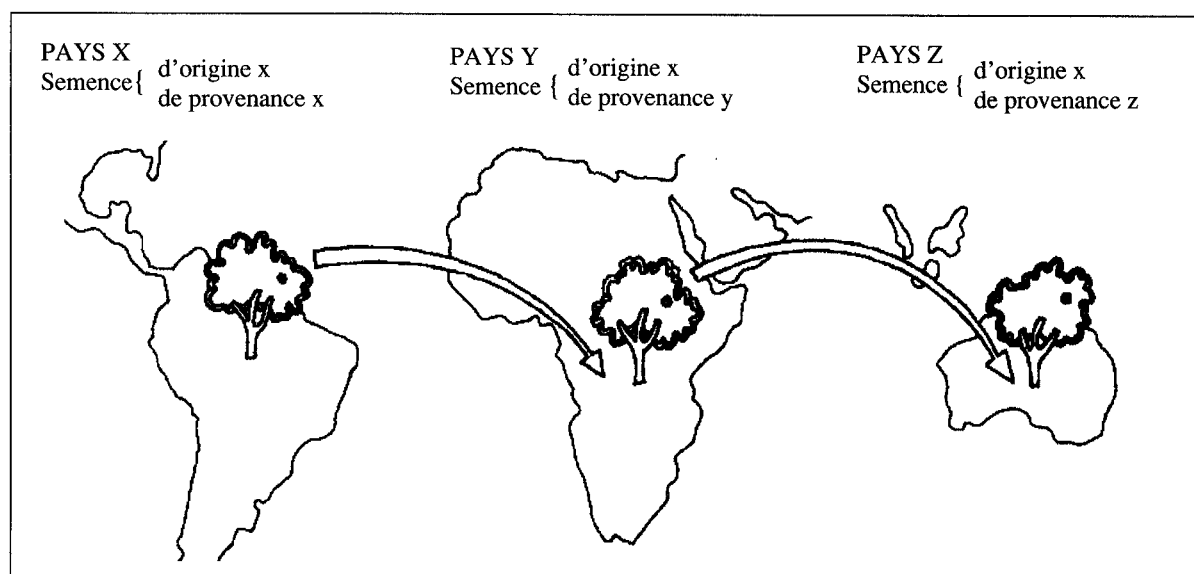 PAYS X
Semence { d'origine x
de provenance x
PAYS Y
Semence { d'origine x
de provenance y
PAYS Z
Semence { d'origine x
de provenance z